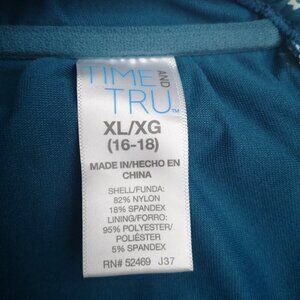 TIME AND
TRU™
XL/XG
(16-18)
MADE IN/HECHO EN
CHINA
SHELL/FUNDA:
82% NYLON
18% SPANDEX
LINING/FORRO:
95% POLYESTER/
POLIÉSTER
5% SPANDEX
RN# 52469 J37